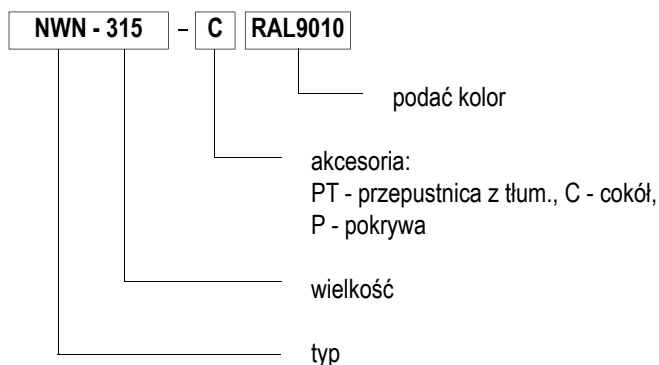 NWN - 315 - C RAL9010
podać kolor
akcesoria:
PT - przepustnica z tłum., C - cokół,
P - pokrywa
wielkość
typ